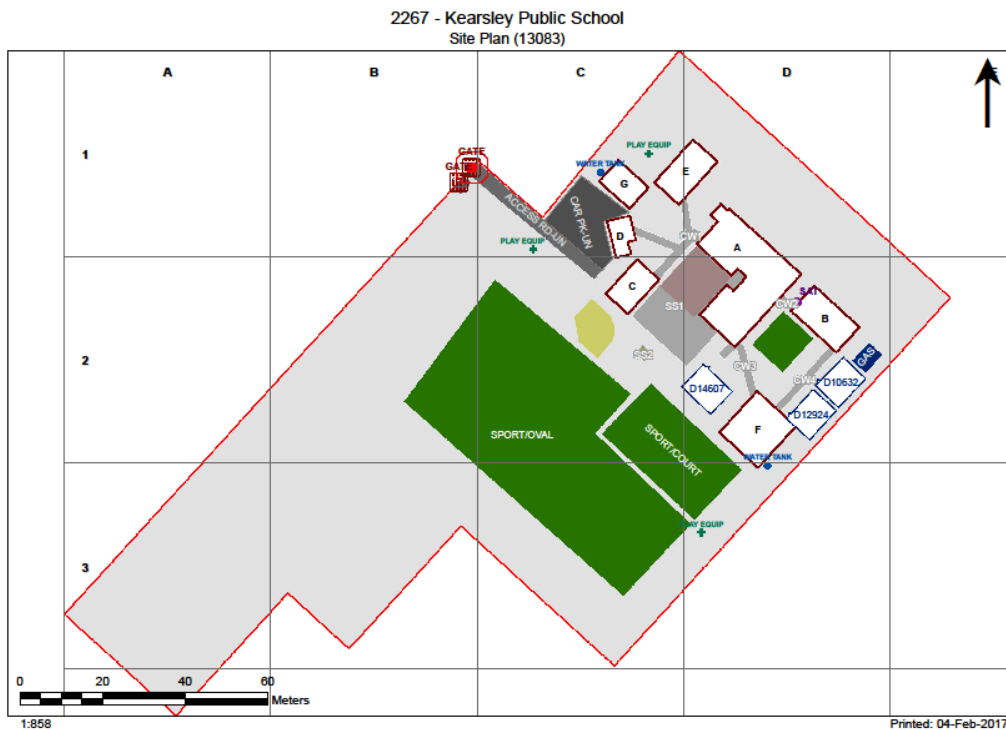 2267 - Kearsley Public School
Site Plan (13083)
A
B
C
D
E
1
GATE
GATE
PLAY EQUIP
WATER TANK
E
G
ACCESS RD-UN
CAR PK-UN
D
CW1
A
PLAY EQUIP
C
SS1
SAT
CW2
B
SS2
2
CW3
GAS
CW4
D10632
D14607
D12924
F
SPORT/OVAL
SPORT/COURT
WATER TANK
PLAY EQUIP
3
0 20 40 60
Meters
1:858
Printed: 04-Feb-2017